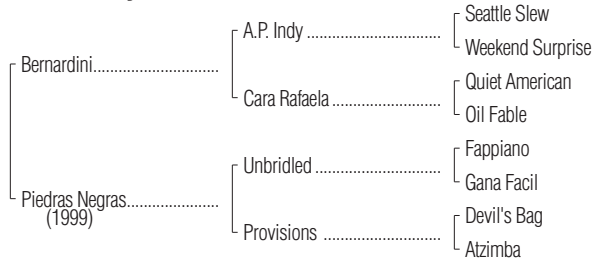 Seattle Slew
A.P. Indy ................................
Weekend Surprise
Bernardini..............................
Quiet American
Cara Rafaela ..........................
Oil Fable
Fappiano
Unbridled ..............................
Gana Facil
Piedras Negras......................
(1999)
Devil's Bag
Provisions ............................
Atzimba